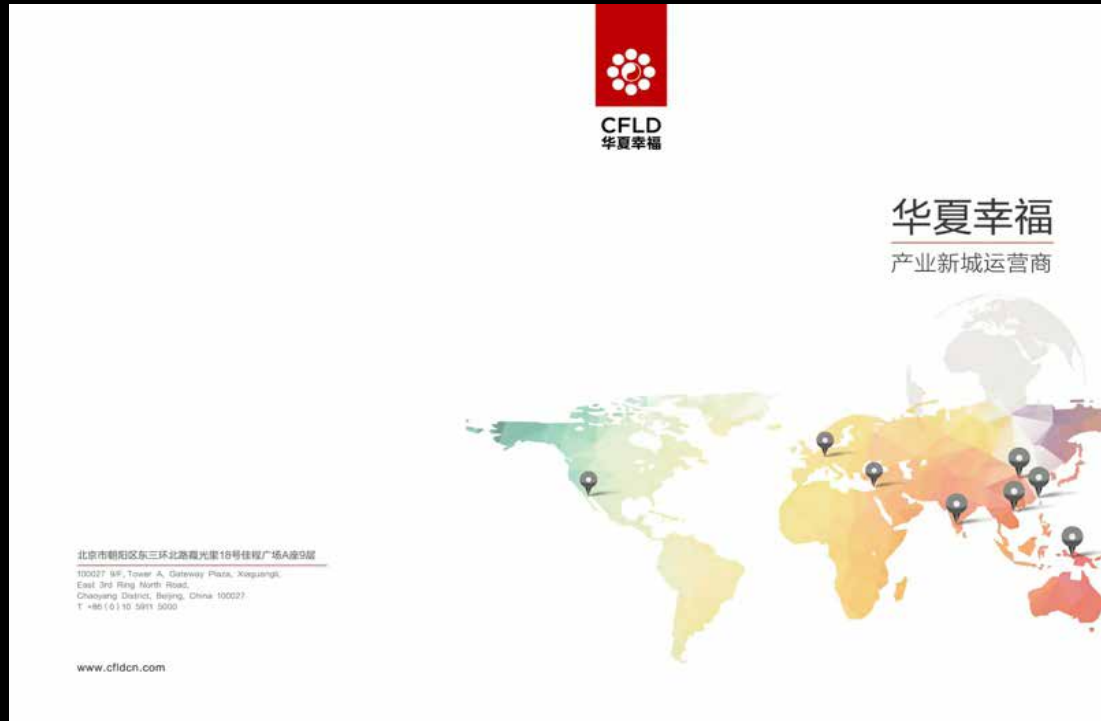 CFLD
华夏幸福
华夏幸福
产业新城运营商
北京市朝阳区东三环北路霞光里18号佳程广场A座9层
100027 9/F, Tower A, Gateway Plaza, Xiaguangli,
East 3rd Ring North Road,
Chaoyang District, Beijing, China 100027
T +86 ( 0 ) 10 5911 5000
www.cfldcn.com